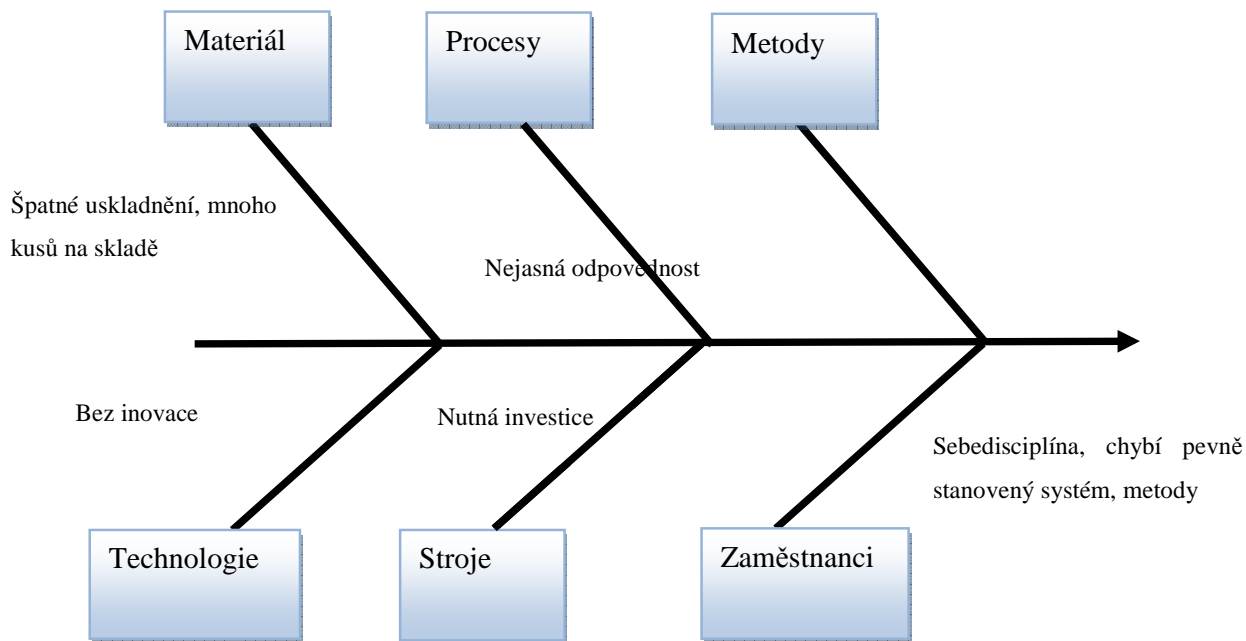 Materiál
Procesy
Metody
Špatné uskladnění, mnoho
kusů na skladě
Nejasná odpovědnost
Bez inovace
Nutná investice
Sebedisciplína, chybí pevně
stanovený systém, metody
Technologie
Stroje
Zaměstnanci